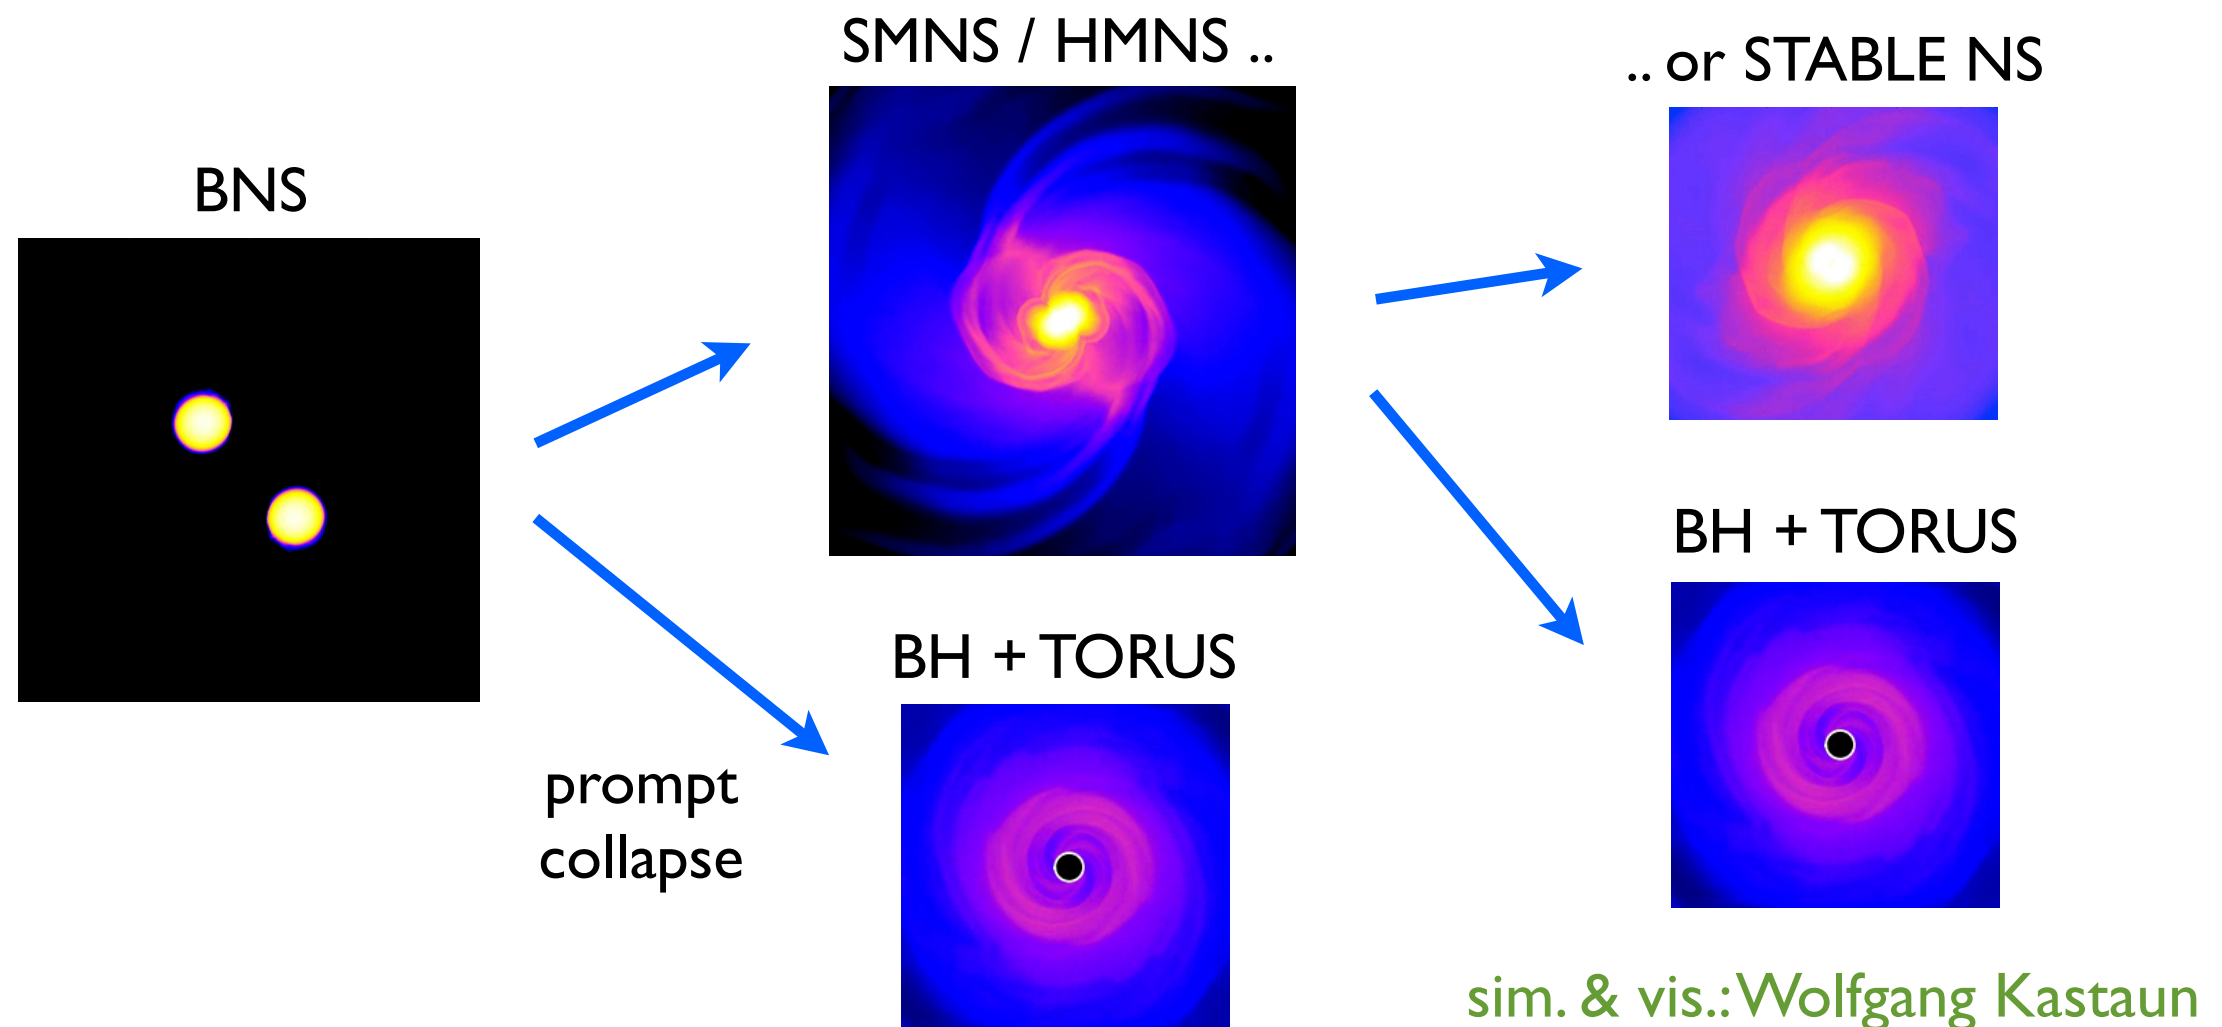 BNS
SMNS / HMNS ..
.. or STABLE NS
prompt
collapse
BH + TORUS
BH + TORUS
sim. & vis.: Wolfgang Kastaun